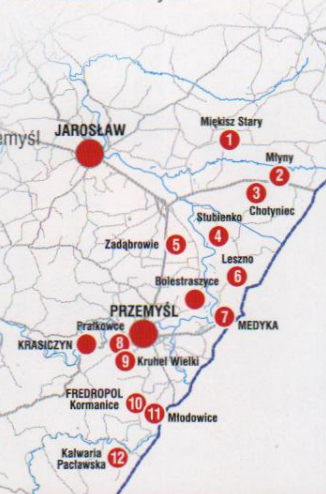 Miękisz Stary
1
JAROSŁAW
emyśl
Młyny
2
3
Chotyniec
Stubienko
4
Zadąbrowie
5
Leszno
6
Bolestraszyce
PRZEMYŚL
7
MEDYKA
Prałkowce
8
KRASICZYN
9
Kruhel Wielki
FREDROPOL
Kormanice
10
11
Młodowice
Kalwaria
Pacławska
12